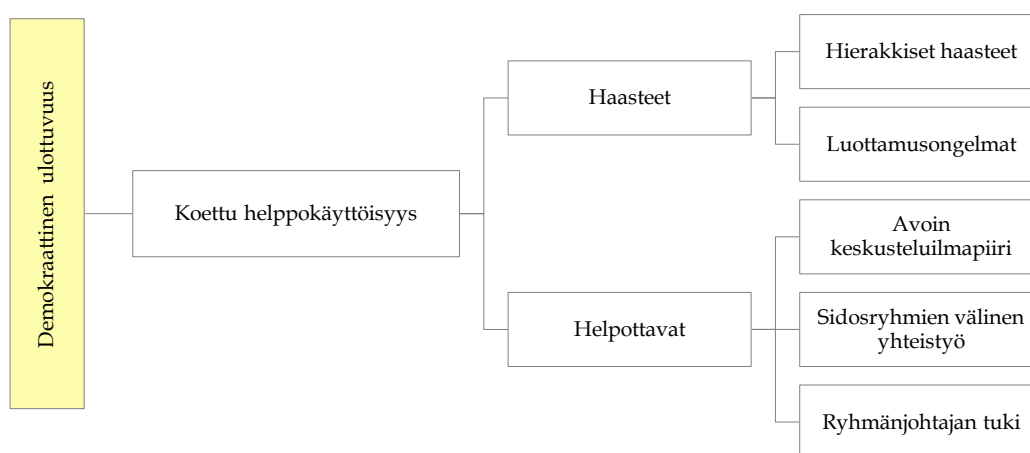 Demokraattinen ulottuvuus
Koettu helppokäyttöisyys
Haasteet
Hierakkiset haasteet
Luottamusongelmat
Helpottavat
Avoin
keskusteluilmapiiri
Sidosryhmien välinen
yhteistyö
Ryhmänjohtajan tuki